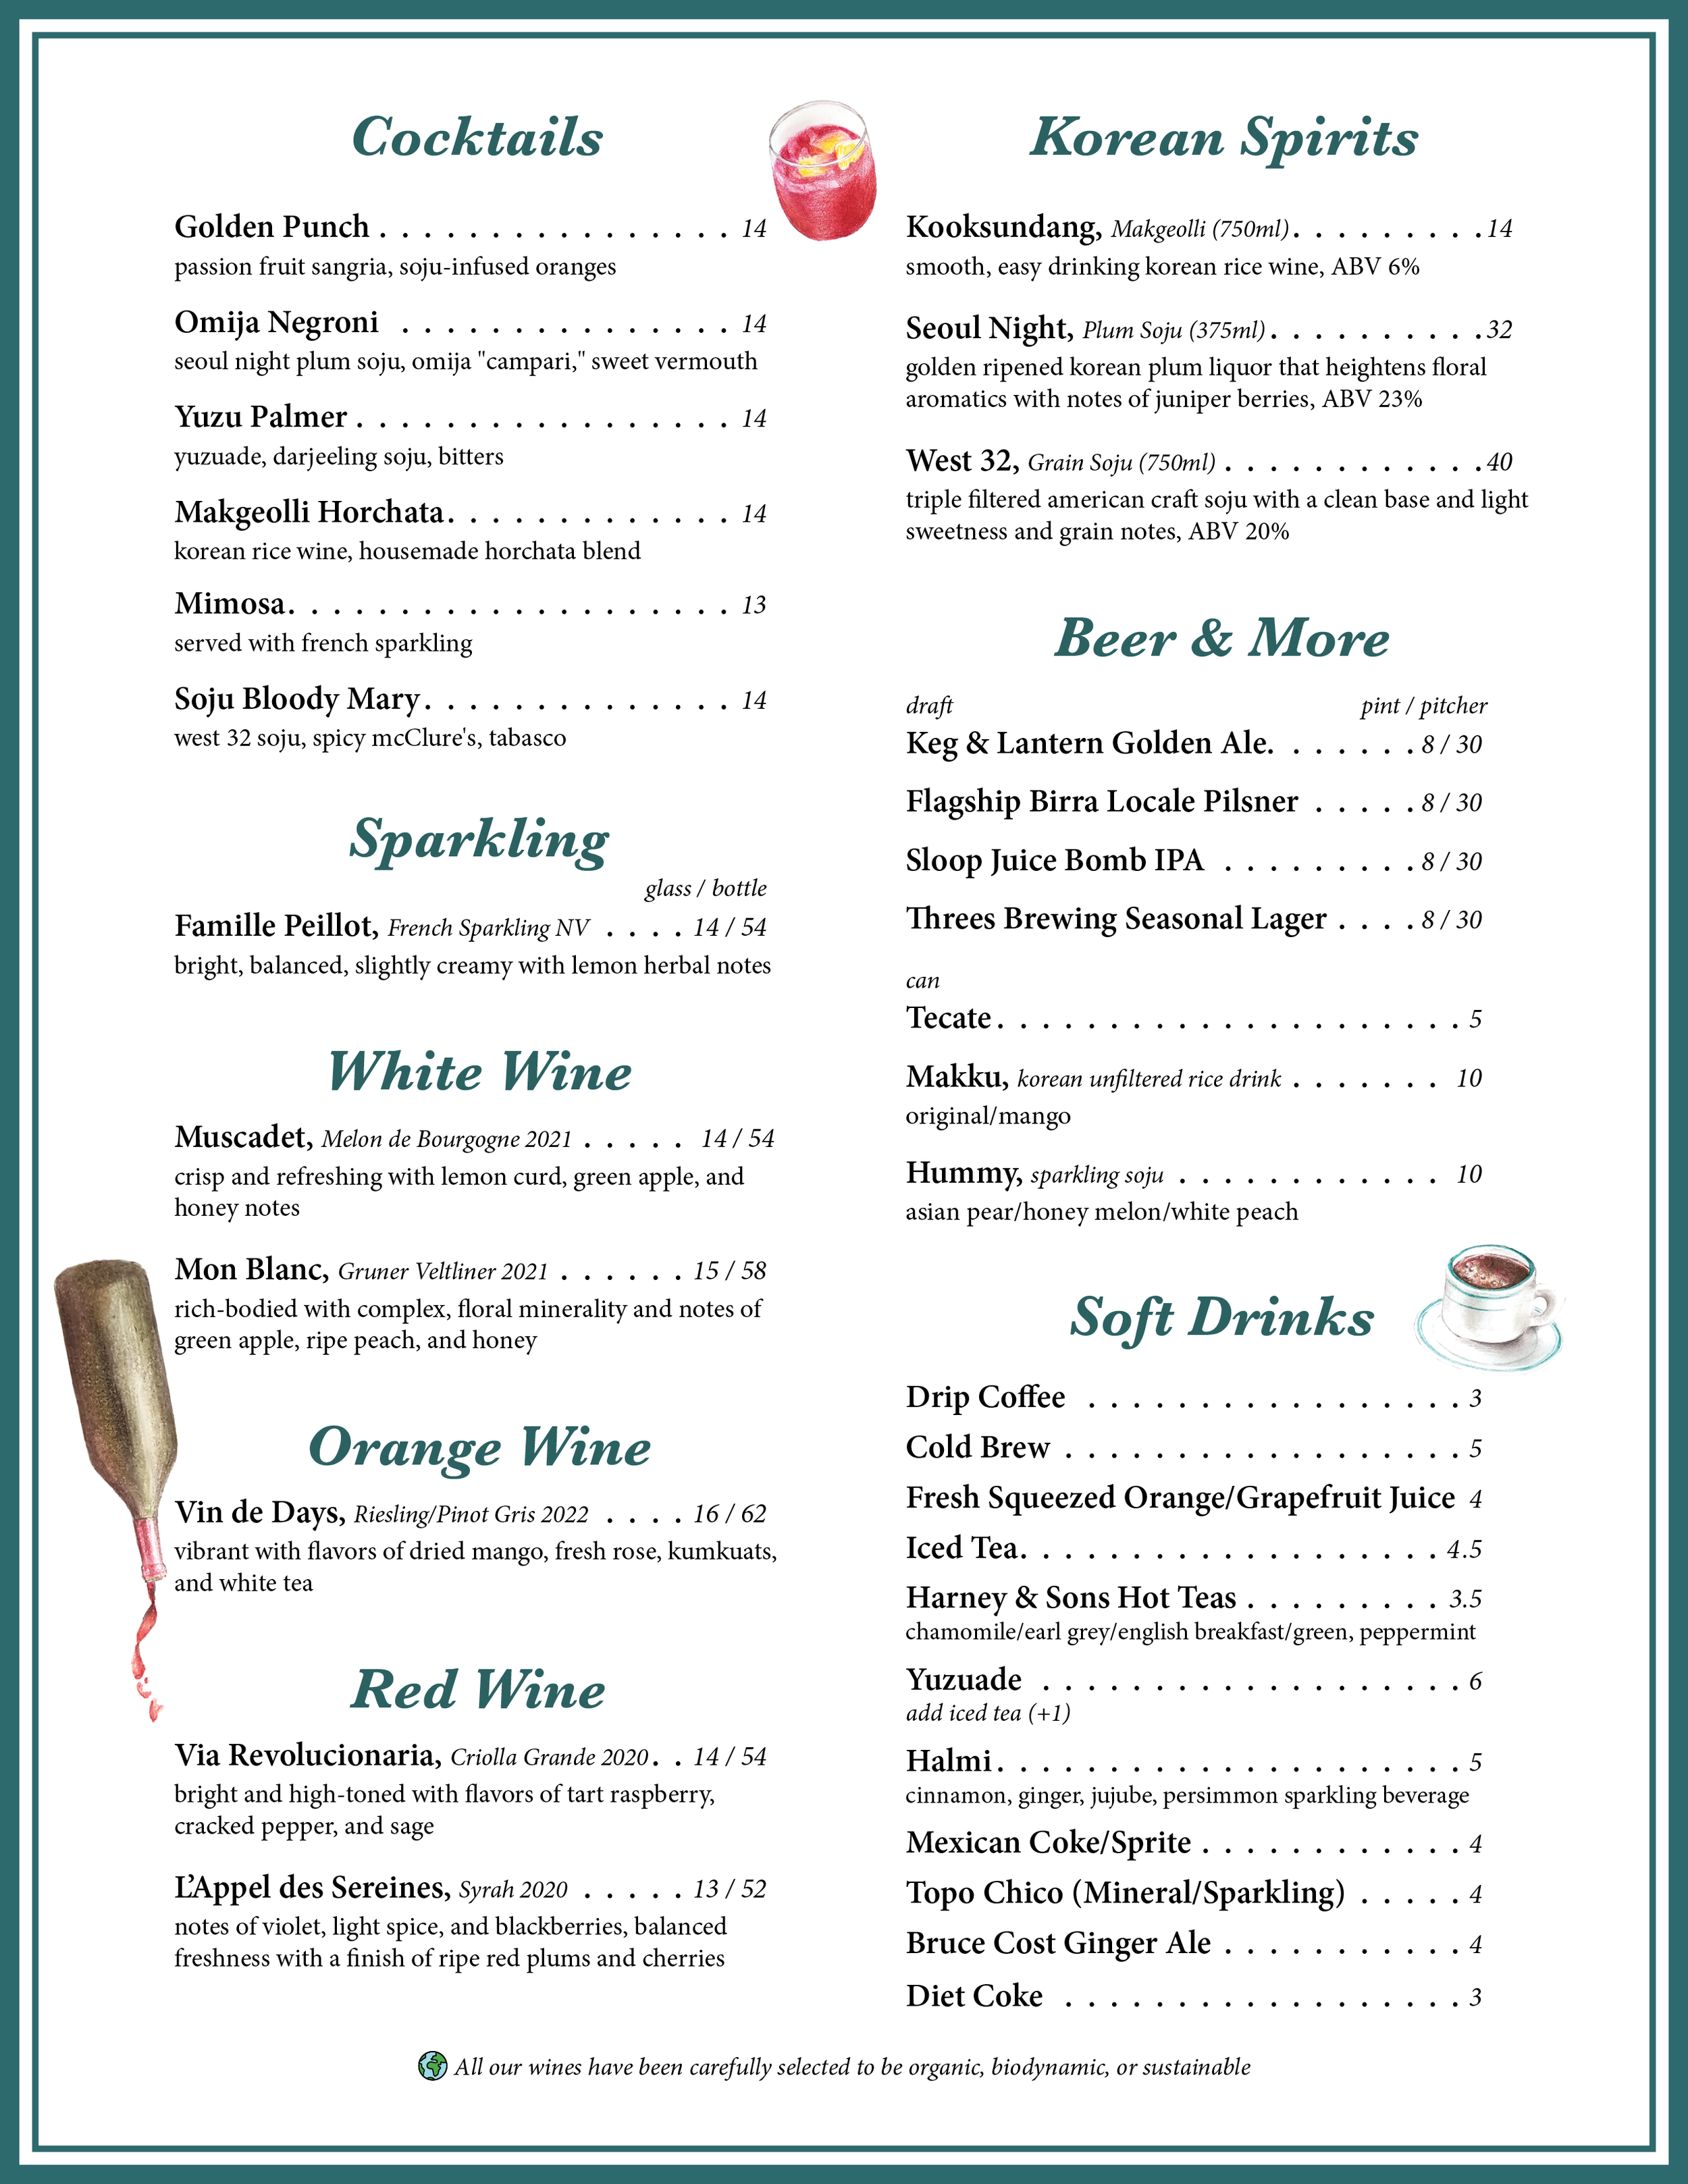 Cocktails
Golden Punch . . . . . . . . . . . . . . . . 14
passion fruit sangria, soju-infused oranges
Omija Negroni . . . . . . . . . . . . . . . 14
seoul night plum soju, omija "campari," sweet vermouth
Yuzu Palmer . . . . . . . . . . . . . . . . . 14
yuzuade, darjeeling soju, bitters
Makgeolli Horchata. . . . . . . . . . . . . 14
korean rice wine, housemade horchata blend
Mimosa. . . . . . . . . . . . . . . . . . . . 13
served with french sparkling
Soju Bloody Mary. . . . . . . . . . . . . . 14
west 32 soju, spicy mcClure's, tabasco
Sparkling
glass / bottle
Famille Peillot, French Sparkling NV . . . . 14 / 54
bright, balanced, slightly creamy with lemon herbal notes
White Wine
Muscadet, Melon de Bourgogne 2021 . . . . . 14 / 54
crisp and refreshing with lemon curd, green apple, and
honey notes
Mon Blanc, Gruner Veltliner 2021 . . . . . . 15 / 58
rich-bodied with complex, floral minerality and notes of
green apple, ripe peach, and honey
Orange Wine
Vin de Days, Riesling/Pinot Gris 2022 . . . . 16 / 62
vibrant with flavors of dried mango, fresh rose, kumkuats,
and white tea
Red Wine
Via Revolucionaria, Criolla Grande 2020. . 14 / 54
bright and high-toned with flavors of tart raspberry,
cracked pepper, and sage
L'Appel des Sereines, Syrah 2020 . . . . . 13 / 52
notes of violet, light spice, and blackberries, balanced
freshness with a finish of ripe red plums and cherries
Korean Spirits
Kooksundang, Makgeolli (750ml). . . . . . . . .14
smooth, easy drinking korean rice wine, ABV 6%
Seoul Night, Plum Soju (375ml). . . . . . . . . .32
golden ripened korean plum liquor that heightens floral
aromatics with notes of juniper berries, ABV 23%
West 32, Grain Soju (750ml) . . . . . . . . . . . .40
triple filtered american craft soju with a clean base and light
sweetness and grain notes, ABV 20%
Beer & More
draft pint / pitcher
Keg & Lantern Golden Ale. . . . . . . 8 / 30
Flagship Birra Locale Pilsner . . . . . 8 / 30
Sloop Juice Bomb IPA . . . . . . . . . 8 / 30
Threes Brewing Seasonal Lager . . . . 8 / 30
can
Tecate . . . . . . . . . . . . . . . . . . . . . 5
Makku, korean unfiltered rice drink . . . . . . . 10
original/mango
Hummy, sparkling soju . . . . . . . . . . . . 10
asian pear/honey melon/white peach
Soft Drinks
Drip Coffee . . . . . . . . . . . . . . . . . 3
Cold Brew . . . . . . . . . . . . . . . . . . 5
Fresh Squeezed Orange/Grapefruit Juice 4
Iced Tea. . . . . . . . . . . . . . . . . . . 4.5
Harney & Sons Hot Teas . . . . . . . . . 3.5
chamomile/earl grey/english breakfast/green, peppermint
Yuzuade . . . . . . . . . . . . . . . . . . . 6
add iced tea (+1)
Halmi . . . . . . . . . . . . . . . . . . . . . 5
cinnamon, ginger, jujube, persimmon sparkling beverage
Mexican Coke/Sprite . . . . . . . . . . . . 4
Topo Chico (Mineral/Sparkling) . . . . . 4
Bruce Cost Ginger Ale . . . . . . . . . . . 4
Diet Coke . . . . . . . . . . . . . . . . . . 3
All our wines have been carefully selected to be organic, biodynamic, or sustainable